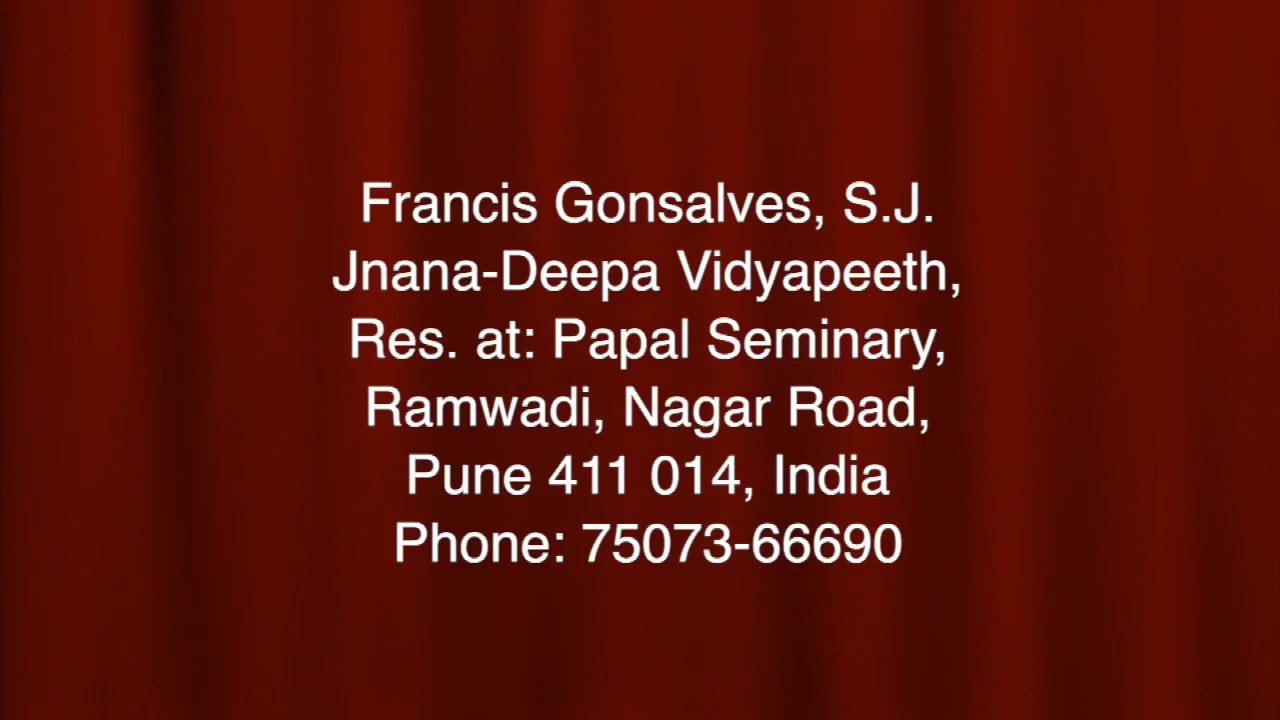 Francis Gonsalves, S.J.
Jnana-Deepa Vidyapeeth,
Res. at: Papal Seminary,
Ramwadi, Nagar Road,
Pune 411 014, India
Phone: 75073-66690